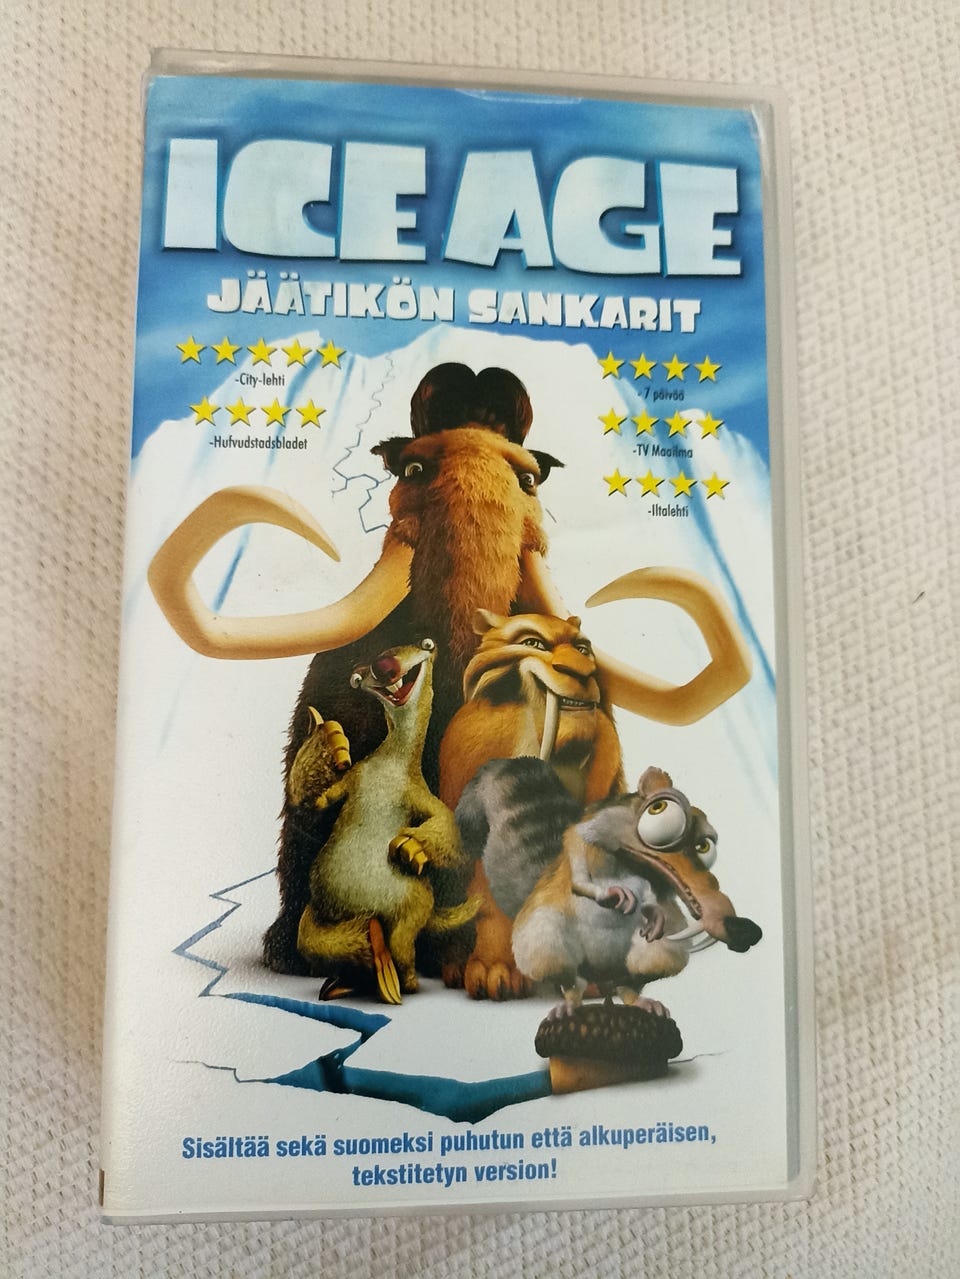 ICE AGE
JÄÄTIKÖN SANKARIT
-City-lehti
-Hufvudstadsbladet
- 7 päivää
-TV Maailma
-Iltalehti
Sisältää sekä suomeksi puhutun että alkuperäisen,
tekstitetyn version!